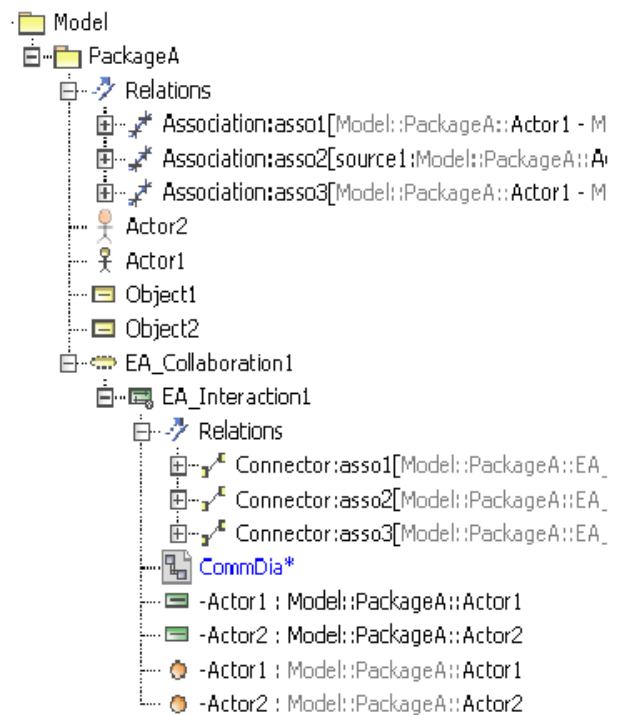 Model
PackageA
Relations
Association:asso1[Model::PackageA::Actor1 - M
Association:asso2[source1:Model::PackageA::A
Association:asso3[Model::PackageA::Actor1 - M
Actor2
Actor1
Object1
Object2
EA_Collaboration1
EA_Interaction1
Relations
Connector:asso1[Model::PackageA::EA_
Connector:asso2[Model::PackageA::EA_
Connector:asso3[Model::PackageA::EA_
CommDia*
-Actor1 : Model::PackageA::Actor1
-Actor2 : Model::PackageA::Actor2
-Actor1 : Model::PackageA::Actor1
-Actor2 : Model::PackageA::Actor2